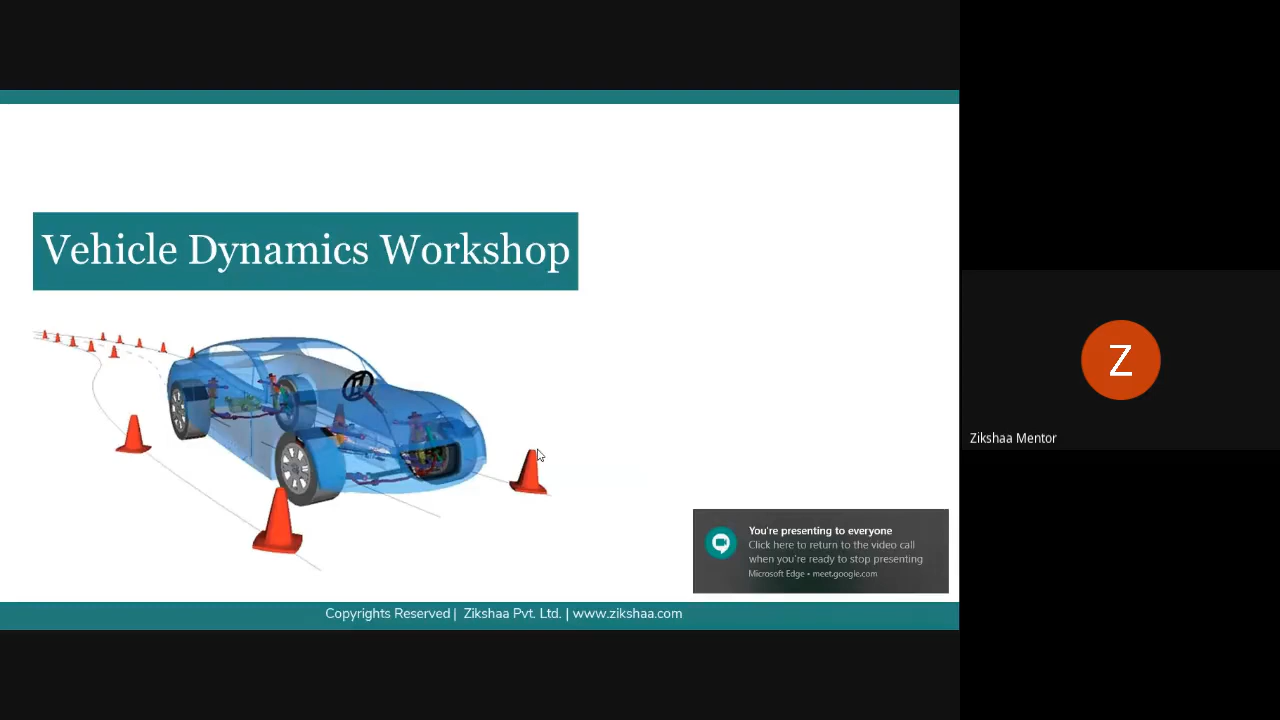 Vehicle Dynamics Workshop
You're presenting to everyone
Click here to return to the video call
when you're ready to stop presenting
Microsoft Edge • meet.google.com
Copyrights Reserved | Zikshaa Pvt. Ltd. | www.zikshaa.com
Z
Zikshaa Mentor